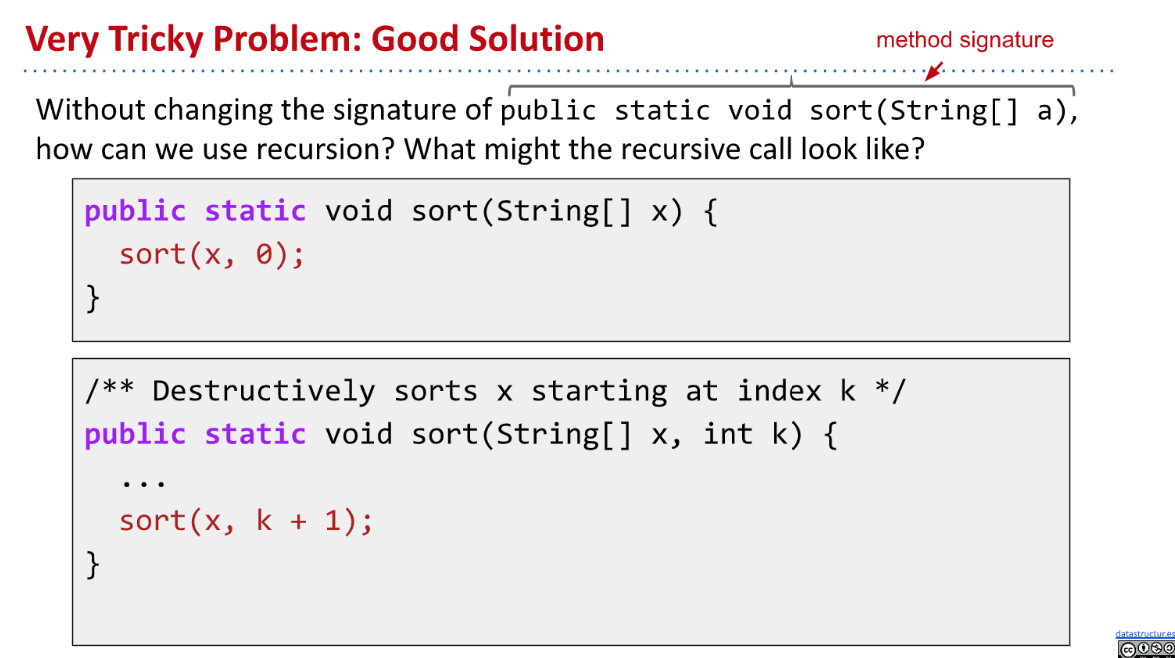 Very Tricky Problem: Good Solution
method signature
Without changing the signature of public static void sort(String[] a),
how can we use recursion? What might the recursive call look like?
public static void sort(String[] x) {
sort(x, 0);
}
/** Destructively sorts x starting at index k */
public static void sort(String[] x, int k) {
...
sort(x, k + 1);
}
datastructur.es
cc